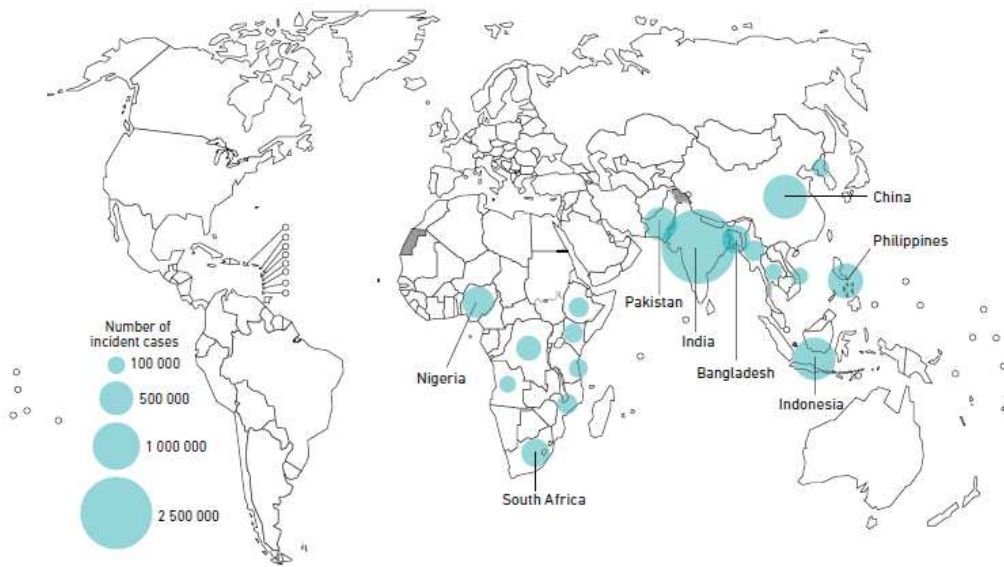 China
Philippines
Pakistan
India
Bangladesh
Nigeria
Indonesia
South Africa
Number of
incident cases
100 000
500 000
1 000 000
2 500 000